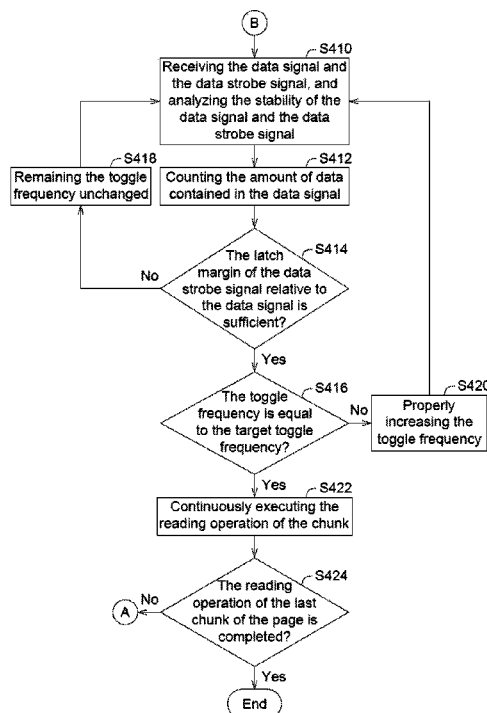 B
S410
Receiving the data signal and
the data strobe signal, and
analyzing the stability of the
data signal and the data
strobe signal
S418
Remaining the toggle
frequency unchanged
S412
Counting the amount of data
contained in the data signal
S414
The latch
margin of the data
strobe signal relative to
the data signal is
sufficient?
No
Yes
S416
The toggle
frequency is equal
to the target toggle
frequency?
No
S420
Properly
increasing the
toggle frequency
Yes
S422
Continuously executing the
reading operation of the chunk
S424
The reading
operation of the last
chunk of the page is
completed?
No
A
Yes
End